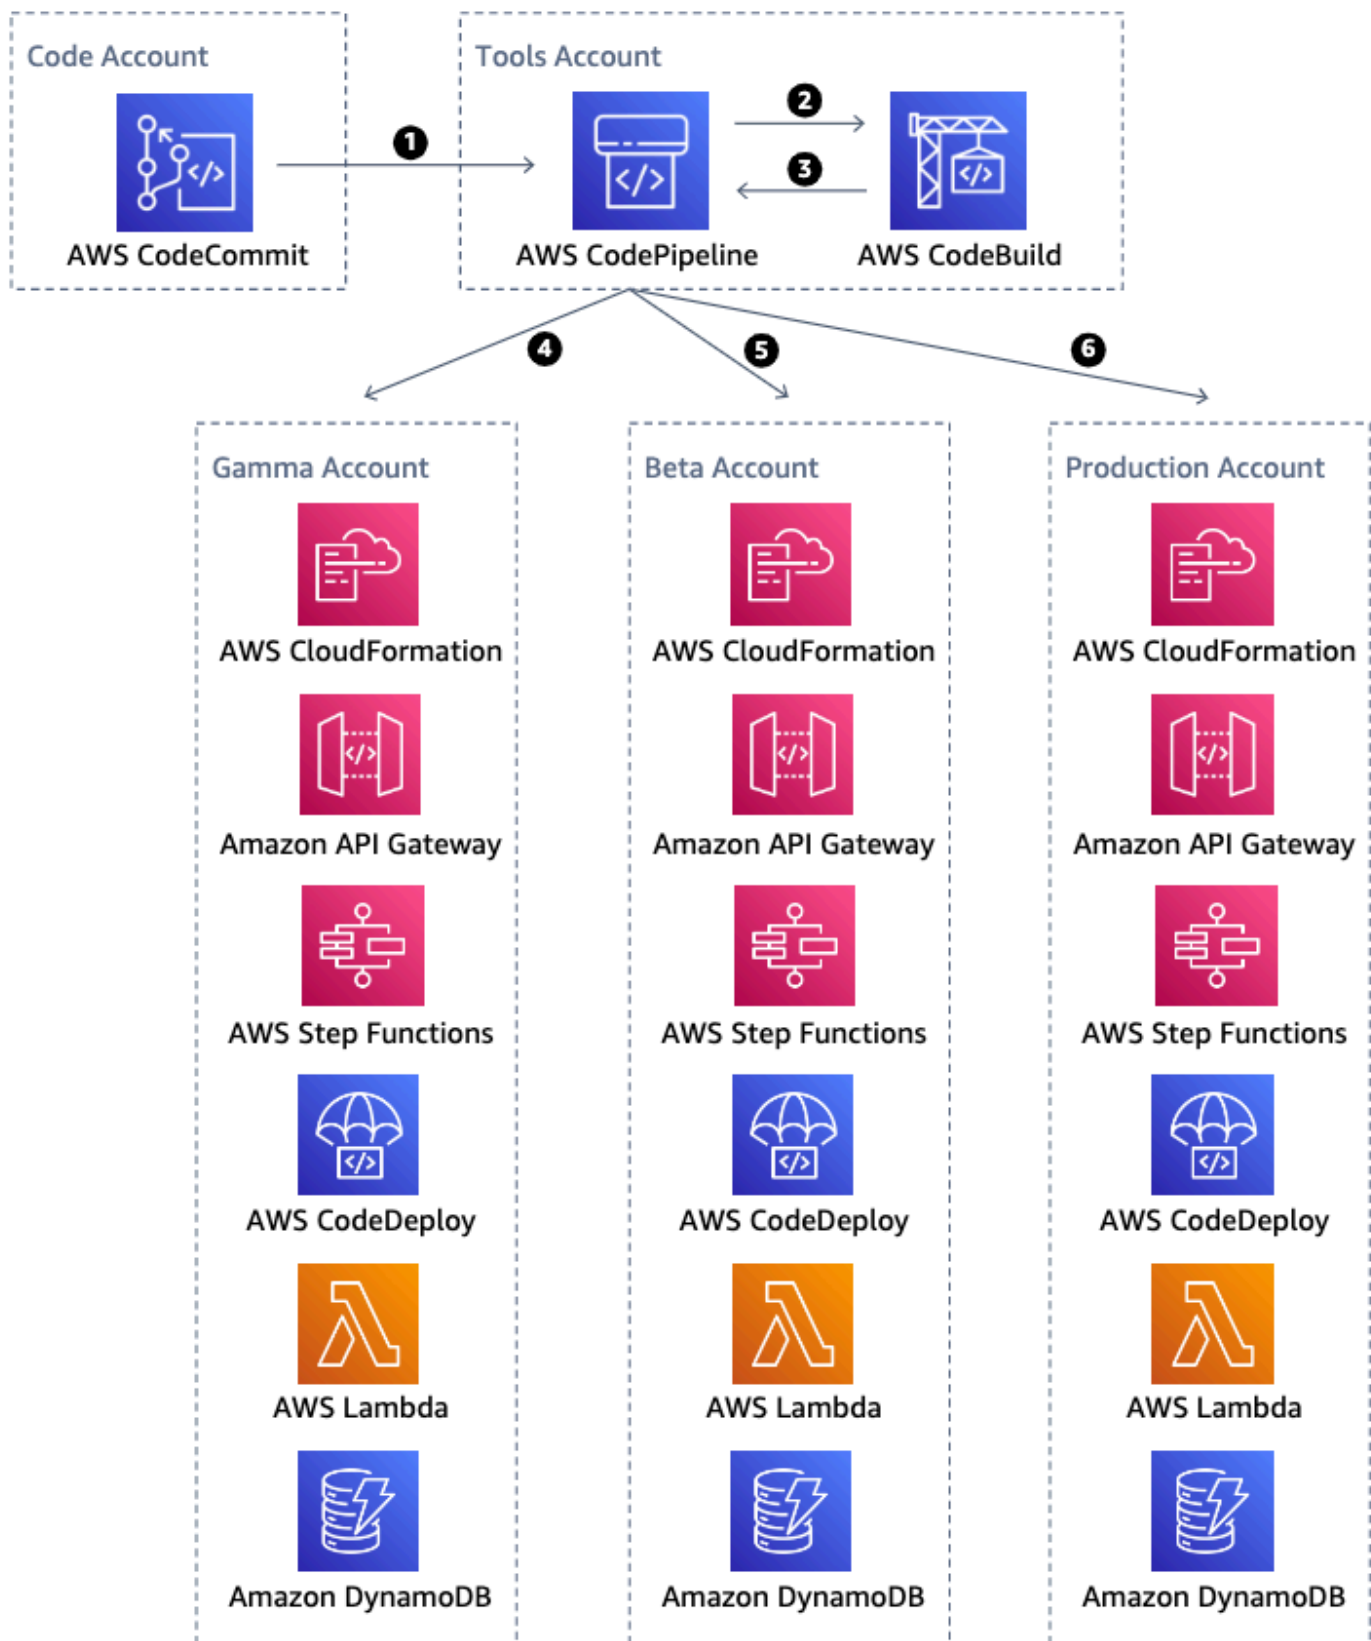 Code Account
Tools Account
1
2
3
</>
</>
</>
AWS CodeCommit
AWS CodePipeline
AWS CodeBuild
4
5
6
Gamma Account
Beta Account
Production Account
AWS CloudFormation
AWS CloudFormation
AWS CloudFormation
</>
</>
</>
Amazon API Gateway
Amazon API Gateway
Amazon API Gateway
AWS Step Functions
AWS Step Functions
AWS Step Functions
</>
</>
</>
AWS CodeDeploy
AWS CodeDeploy
AWS CodeDeploy
AWS Lambda
AWS Lambda
AWS Lambda
Amazon DynamoDB
Amazon DynamoDB
Amazon DynamoDB